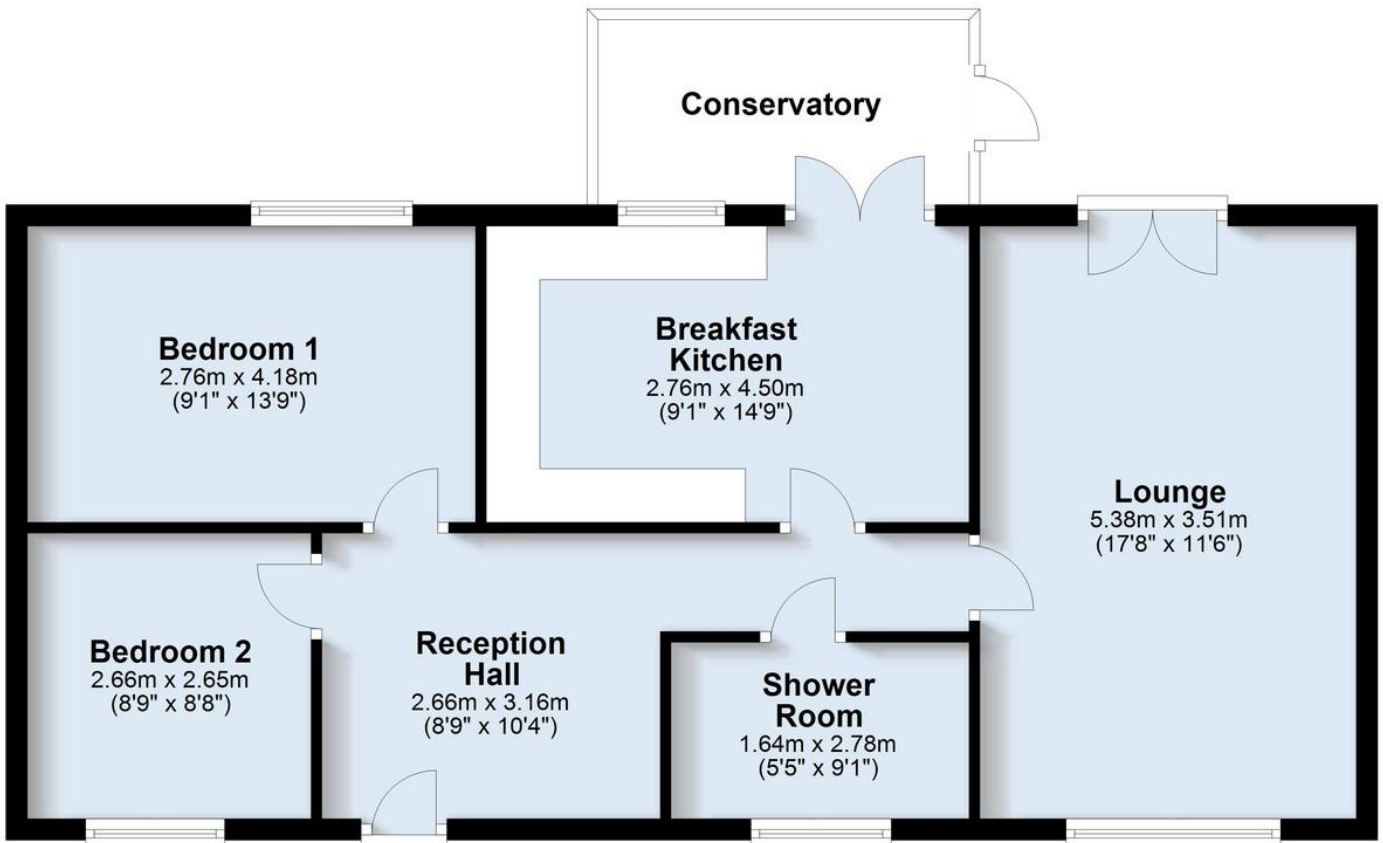 Conservatory
Bedroom 1
2.76m x 4.18m
(9'1" x 13'9")
Breakfast
Kitchen
2.76m x 4.50m
(9'1" x 14'9")
Lounge
5.38m x 3.51m
(17'8" x 11'6")
Bedroom 2
2.66m x 2.65m
(8'9" x 8'8")
Reception
Hall
2.66m x 3.16m
(8'9" x 10'4")
Shower
Room
1.64m x 2.78m
(5'5" x 9'1")